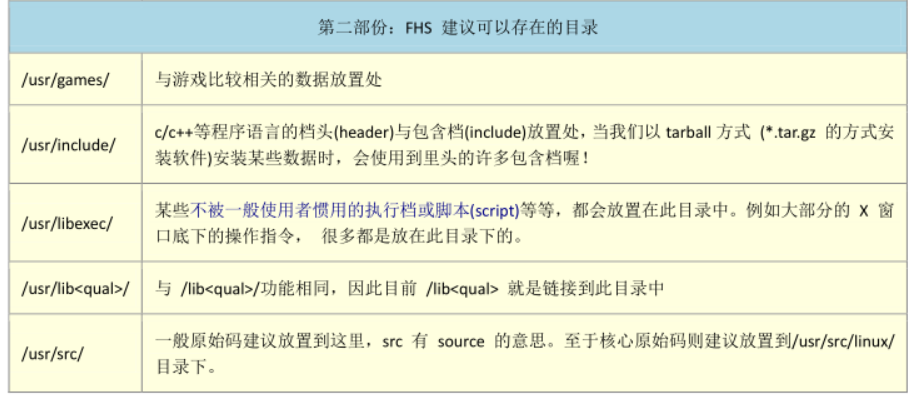 第二部份：FHS 建议可以存在的目录
/usr/games/ 与游戏比较相关的数据放置处
/usr/include/ c/c++等程序语言的档头(header)与包含档(include)放置处，当我们以 tarball 方式 (*.tar.gz 的方式安
装软件)安装某些数据时，会使用到里头的许多包含档喔！
/usr/libexec/ 某些不被一般使用者惯用的执行档或脚本(script)等等，都会放置在此目录中。例如大部分的 X 窗
口底下的操作指令， 很多都是放在此目录下的。
/usr/lib<qual>/ 与 /lib<qual>/功能相同，因此目前 /lib<qual> 就是链接到此目录中
/usr/src/ 一般原始码建议放置到这里，src 有 source 的意思。至于核心原始码则建议放置到/usr/src/linux/
目录下。